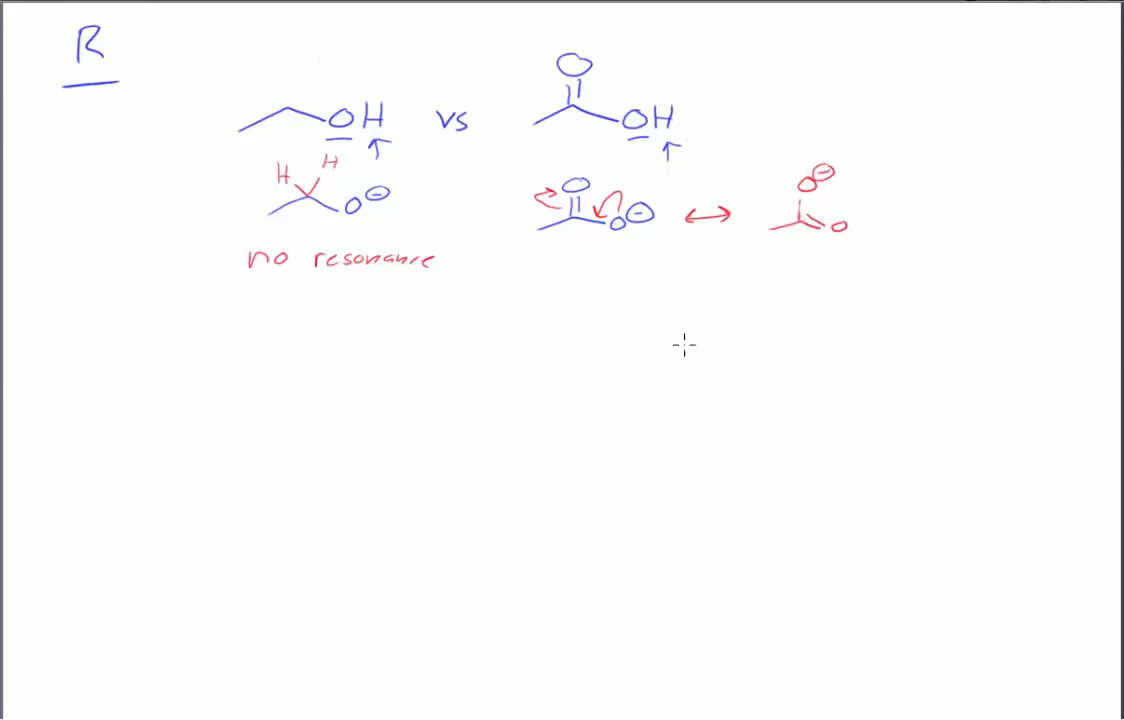 R
O
OH vs OH
H H
O⊖ O O⊖ ↔ O⊖ O
no resonance